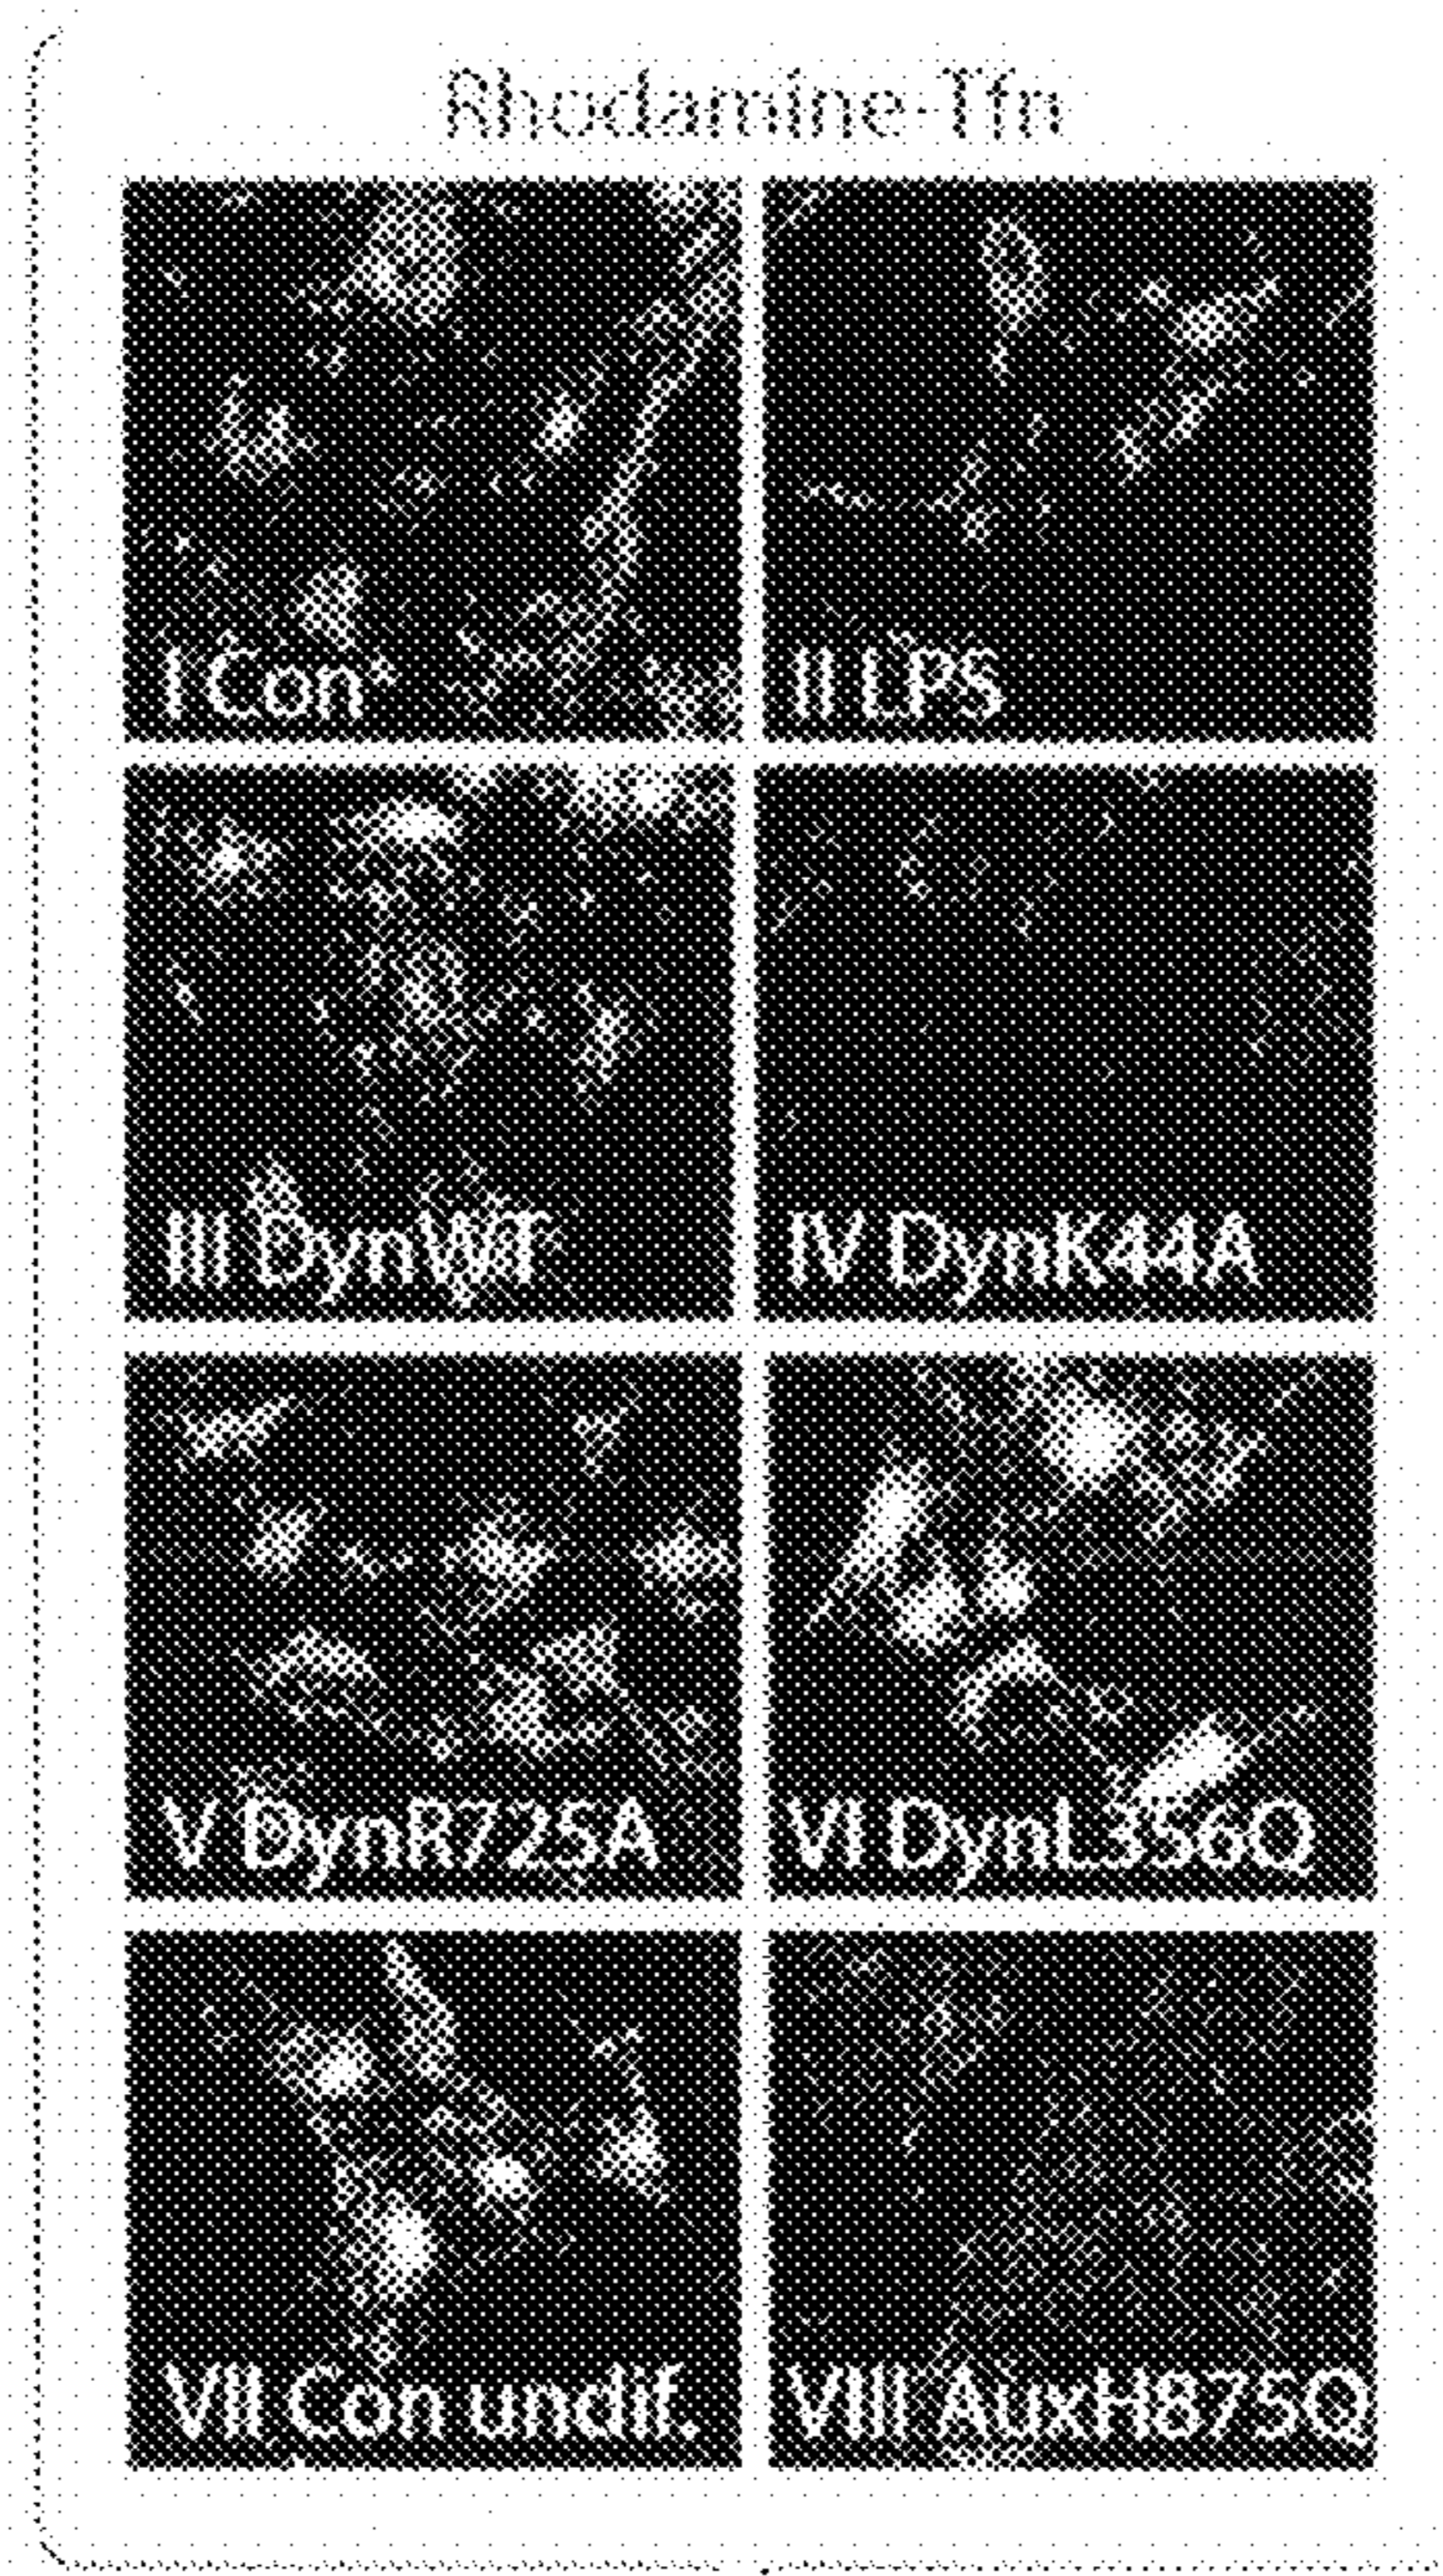 Rhodamine-Tfn
I Con
II LPS
III DynWT
IV DynK44A
V DynR725A
VI DynL356Q
VII Con undif.
VIII AuxH875Q